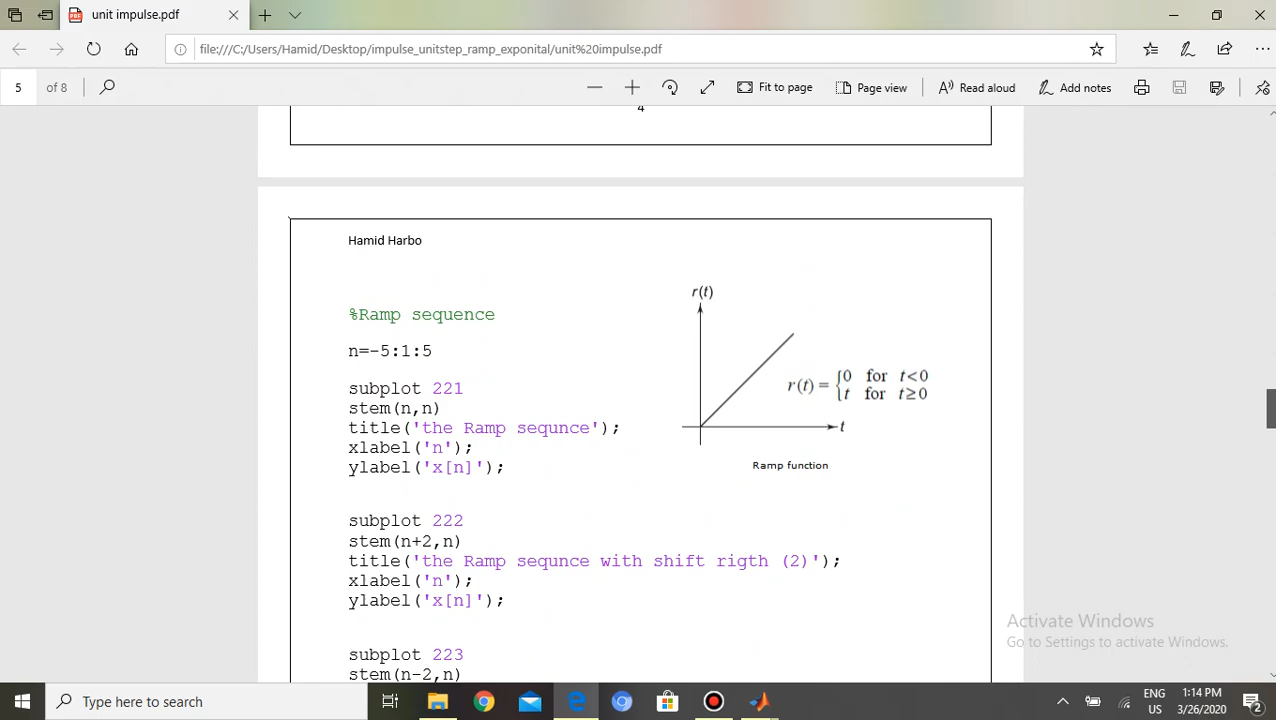 unit impulse.pdf
file:///C:/Users/Hamid/Desktop/impulse_unitstep_ramp_exponital/unit%20impulse.pdf
5 of 8
Fit to page
Page view
Read aloud
Add notes
4
Hamid Harbo
%Ramp sequence
n=-5:1:5
subplot 221
stem(n,n)
title('the Ramp sequnce');
xlabel('n');
ylabel('x[n]');
r(t)
r(t) = {0 for t<0
t for t≥0
t
Ramp function
subplot 222
stem(n+2,n)
title('the Ramp sequnce with shift rigth (2)');
xlabel('n');
ylabel('x[n]');
subplot 223
stem(n-2,n)
Activate Windows
Go to Settings to activate Windows.
Type here to search
ENG
KU
1:14 PM
3/26/2020
2